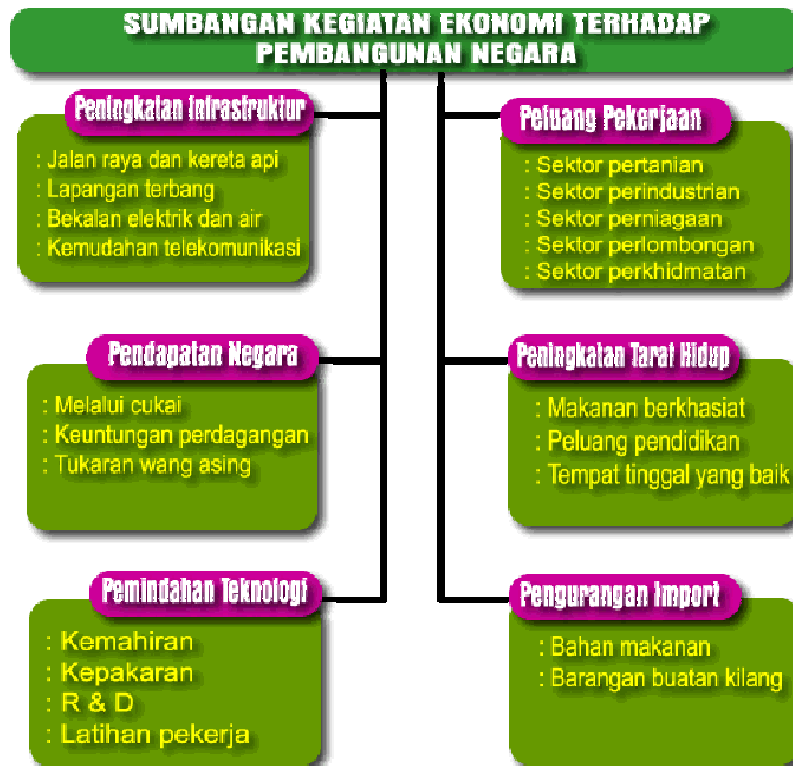 SUMBANGAN KEGIATAN EKONOMI TERHADAP
PEMBANGUNAN NEGARA
Peningkatan Infrastruktur
: Jalan raya dan kereta api
: Lapangan terbang
: Bekalan elektrik dan air
: Kemudahan telekomunikasi
Peluang Pekerjaan
: Sektor pertanian
: Sektor perindustrian
: Sektor perniagaan
: Sektor perlombongan
: Sektor perkhidmatan
Pendapatan Negara
: Melalui cukai
: Keuntungan perdagangan
: Tukaran wang asing
Peningkatan Taraf Hidup
: Makanan berkhasiat
: Peluang pendidikan
: Tempat tinggal yang baik
Pemindahan Teknologi
: Kemahiran
: Kepakaran
: R & D
: Latihan pekerja
Pengurangan Import
: Bahan makanan
: Barangan buatan kilang